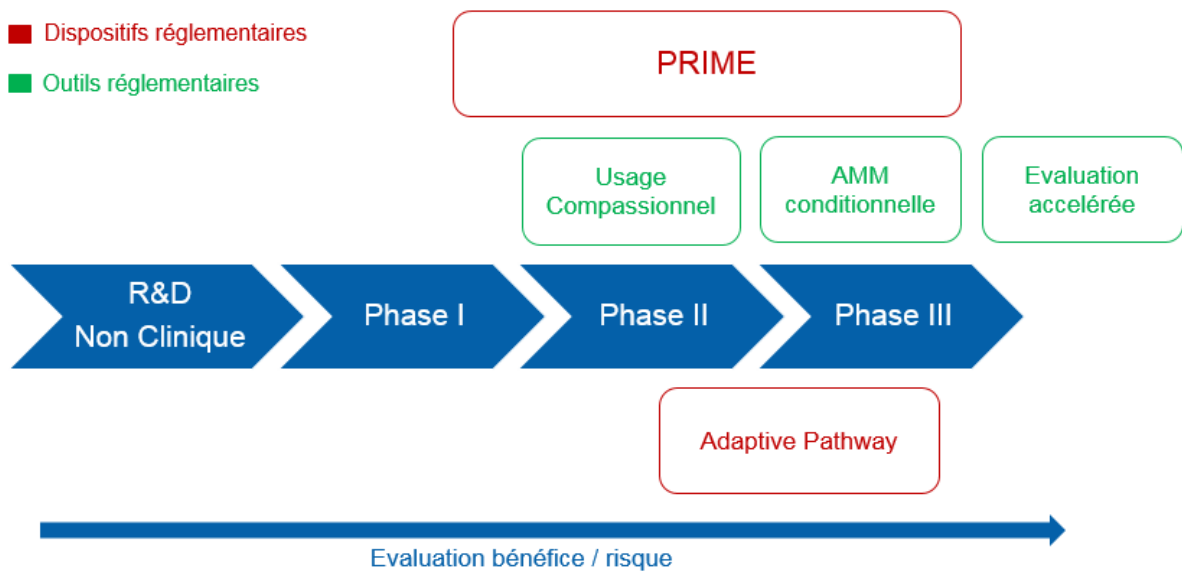 Dispositifs réglementaires
Outils réglementaires
PRIME
Usage
Compassionnel
AMM
conditionnelle
Evaluation
accelérée
R&D
Non Clinique
Phase I
Phase II
Phase III
Adaptive Pathway
Evaluation bénéfice / risque